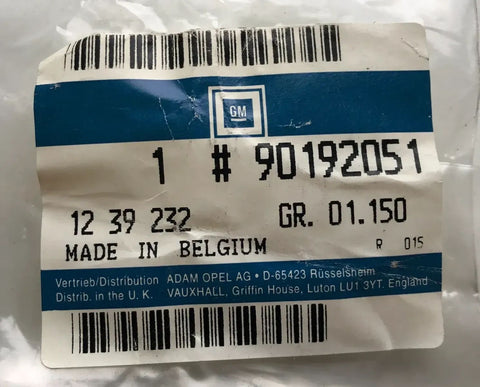 GM
1 # 90192051
12 39 232 GR. 01.150
MADE IN BELGIUM R 015
Vertrieb/Distribution ADAM OPEL AG • D-65423 Rüsselsheim
Distrib. in the U. K. VAUXHALL, Griffin House, Luton LU1 3YT. England